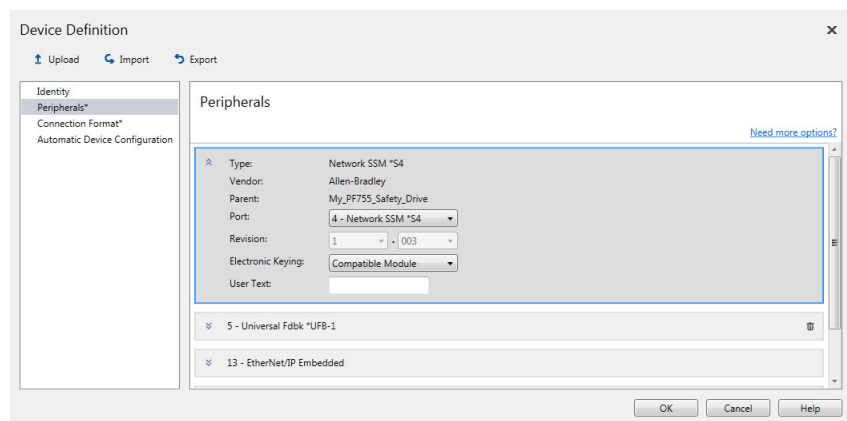 Device Definition x
Upload Import Export
Identity
Peripherals*
Connection Format*
Automatic Device Configuration
Peripherals
Need more options?
Type: Network SSM *S4
Vendor: Allen-Bradley
Parent: My_PF755_Safety_Drive
Port: 4 - Network SSM *S4
Revision: 1 . 003
Electronic Keying: Compatible Module
User Text:
5 - Universal Fdbk *UFB-1
13 - EtherNet/IP Embedded
OK Cancel Help